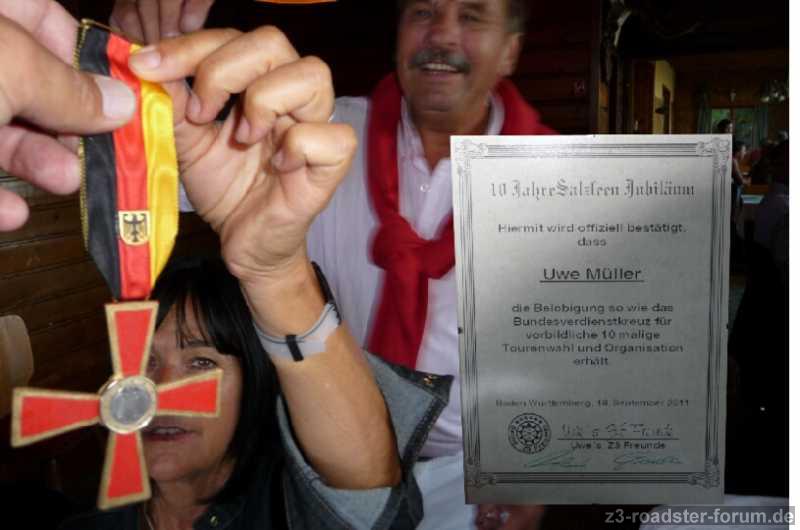 10 Jahre Salzleen Jubiläum
Hiermit wird offiziell bestätigt,
dass
Uwe Müller
die Belobigung so wie das
Bundesverdienstkreuz für
vorbildliche 10 malige
Tourenwahl und Organisation
erhält.
Baden Württemberg, 18. September 2011
Uwe's Z3 Freunde
z3-roadster-forum.de